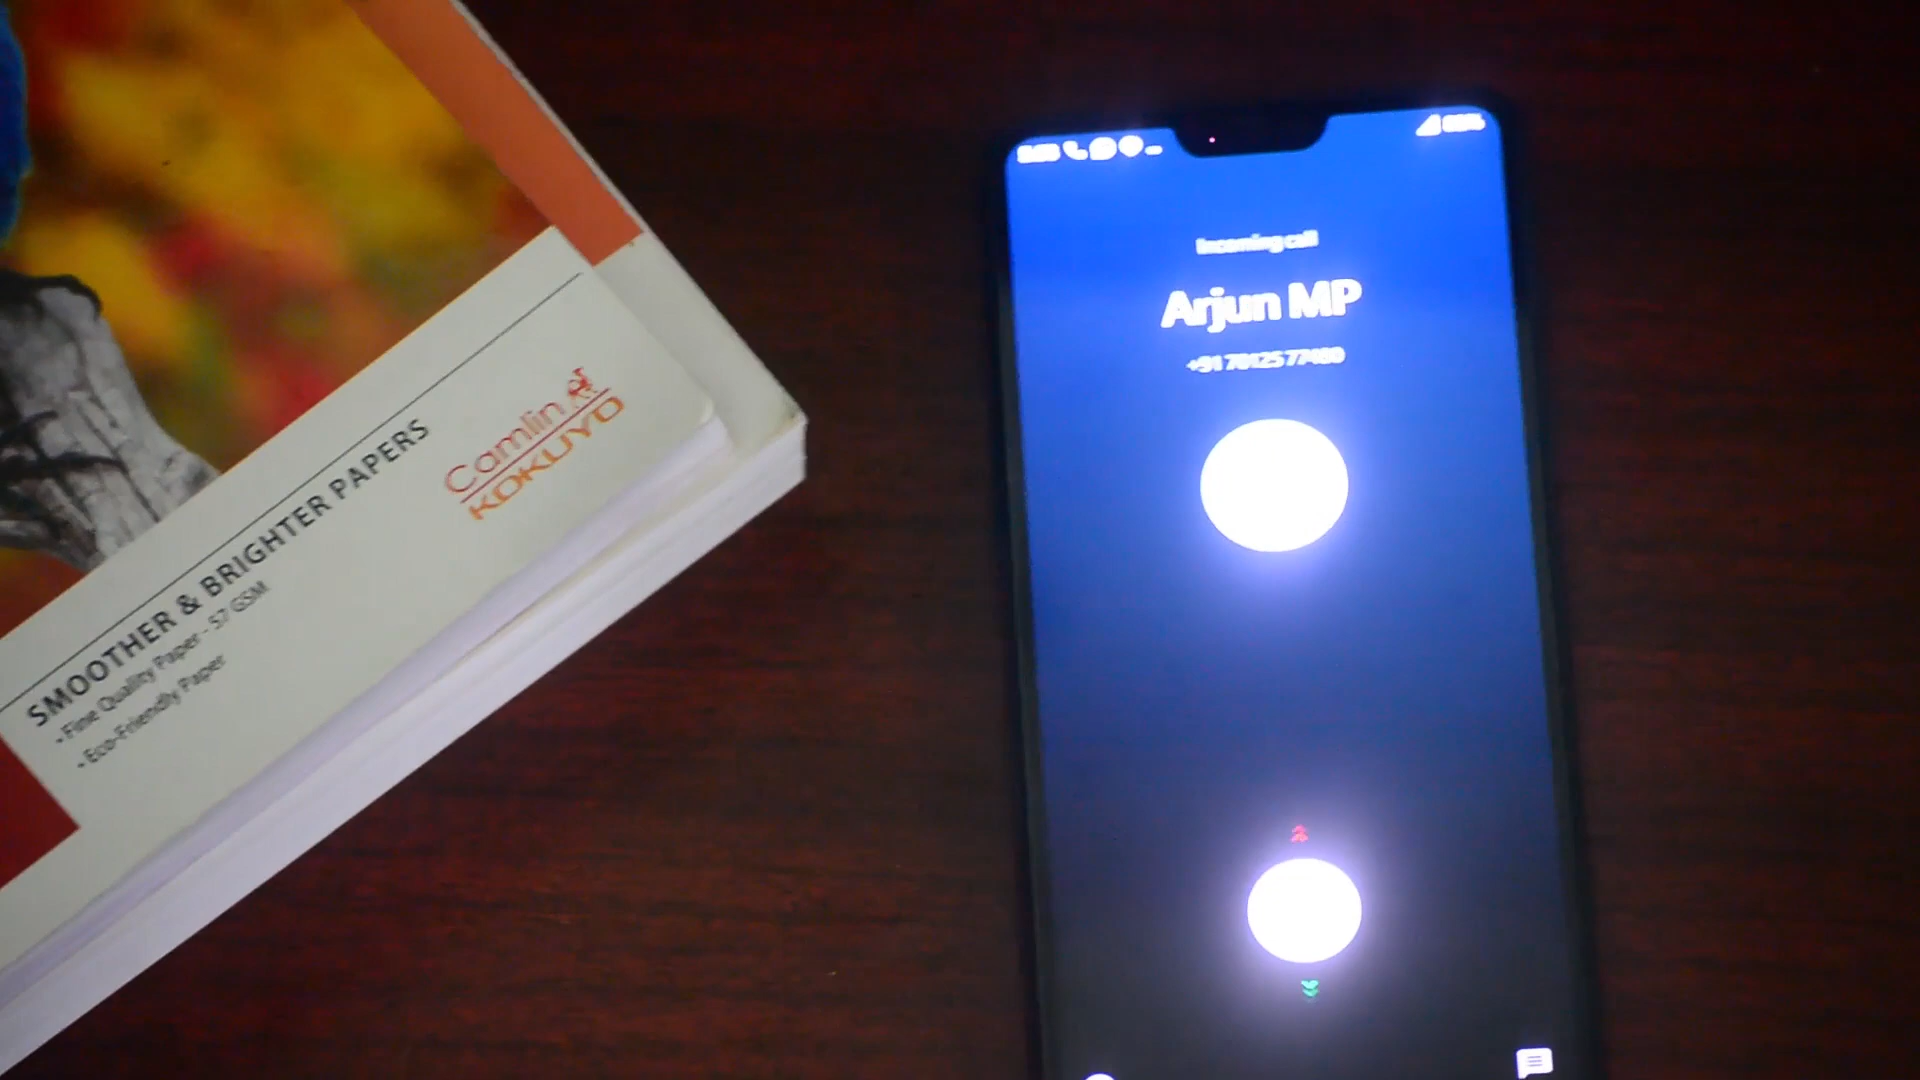 SMOOTHER & BRIGHTER PAPERS
• Fine Quality Paper - 57 GSM
• Eco-Friendly Paper
Camlin
KOKUYO
Incoming call
Arjun MP